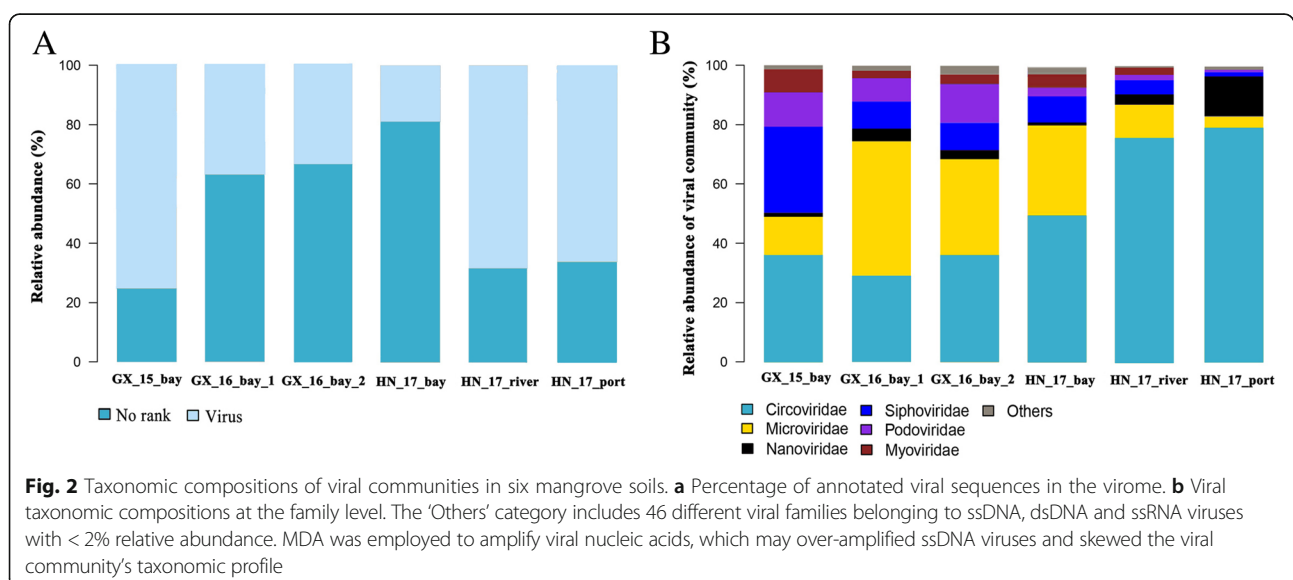 A
B
Relative abundance (%)
100
80
60
40
20
0
GX_15_bay GX_16_bay_1 GX_16_bay_2 HN_17_bay HN_17_river HN_17_port
No rank Virus
Relative abundance of viral community (%)
100
80
60
40
20
0
GX_15_bay GX_16_bay_1 GX_16_bay_2 HN_17_bay HN_17_river HN_17_port
Circoviridae Siphoviridae Others
Microviridae Podoviridae
Nanoviridae Myoviridae
Fig. 2 Taxonomic compositions of viral communities in six mangrove soils. a Percentage of annotated viral sequences in the virome. b Viral
taxonomic compositions at the family level. The ‘Others’ category includes 46 different viral families belonging to ssDNA, dsDNA and ssRNA viruses
with < 2% relative abundance. MDA was employed to amplify viral nucleic acids, which may over-amplified ssDNA viruses and skewed the viral
community’s taxonomic profile